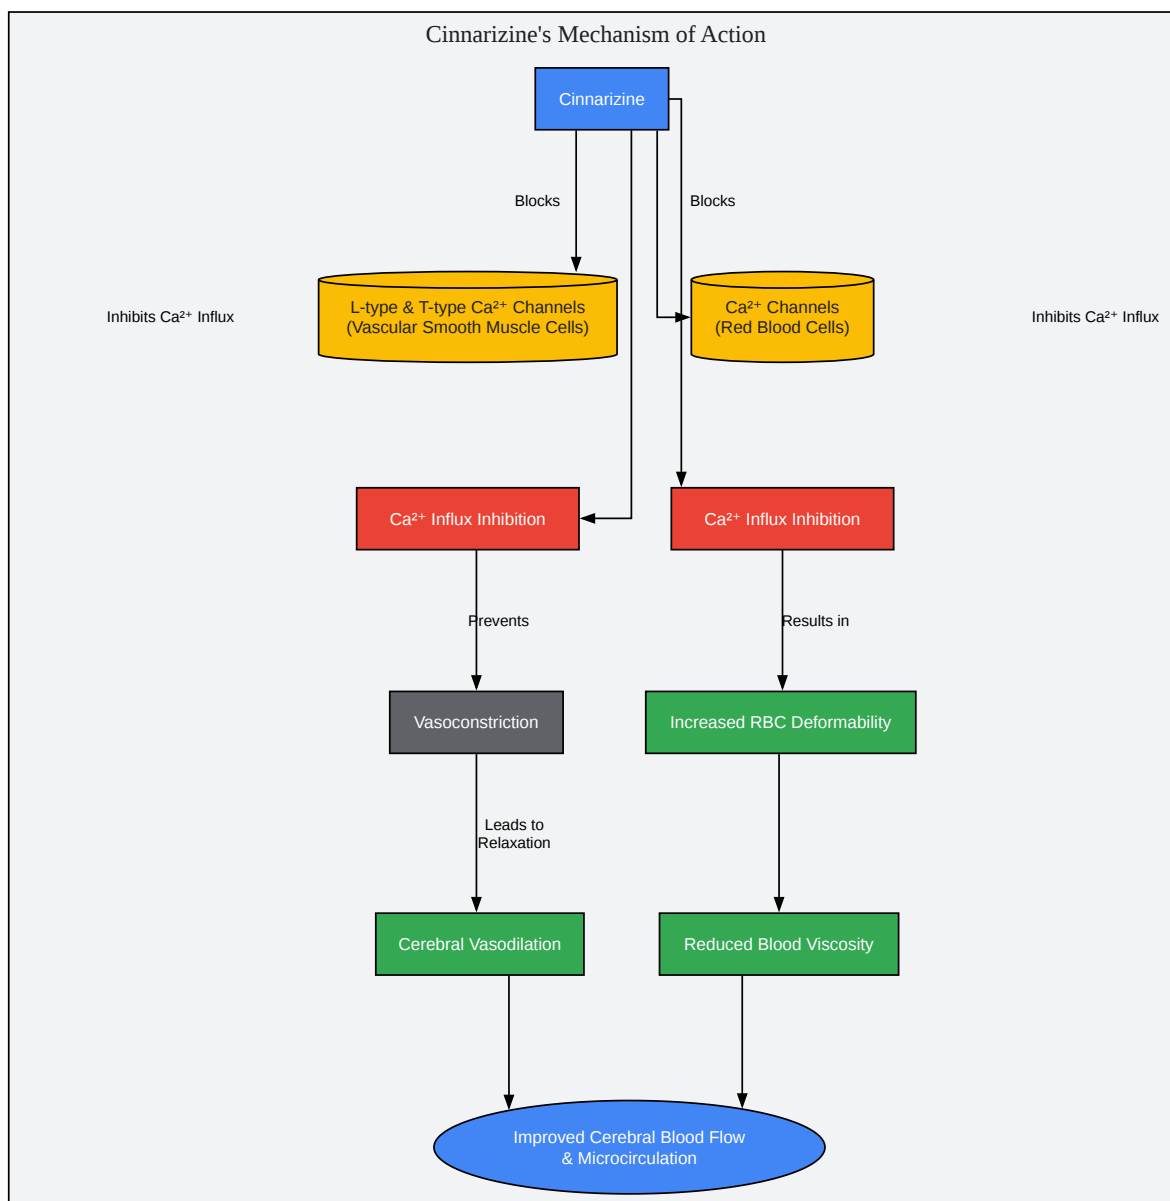 Cinnarizine's Mechanism of Action
Cinnarizine
Blocks
Blocks
Inhibits Ca²⁺ Influx
L-type & T-type Ca²⁺ Channels
(Vascular Smooth Muscle Cells)
Ca²⁺ Channels
(Red Blood Cells)
Inhibits Ca²⁺ Influx
Ca²⁺ Influx Inhibition
Ca²⁺ Influx Inhibition
Prevents
Results in
Vasoconstriction
Increased RBC Deformability
Leads to
Relaxation
Cerebral Vasodilation
Reduced Blood Viscosity
Improved Cerebral Blood Flow
& Microcirculation